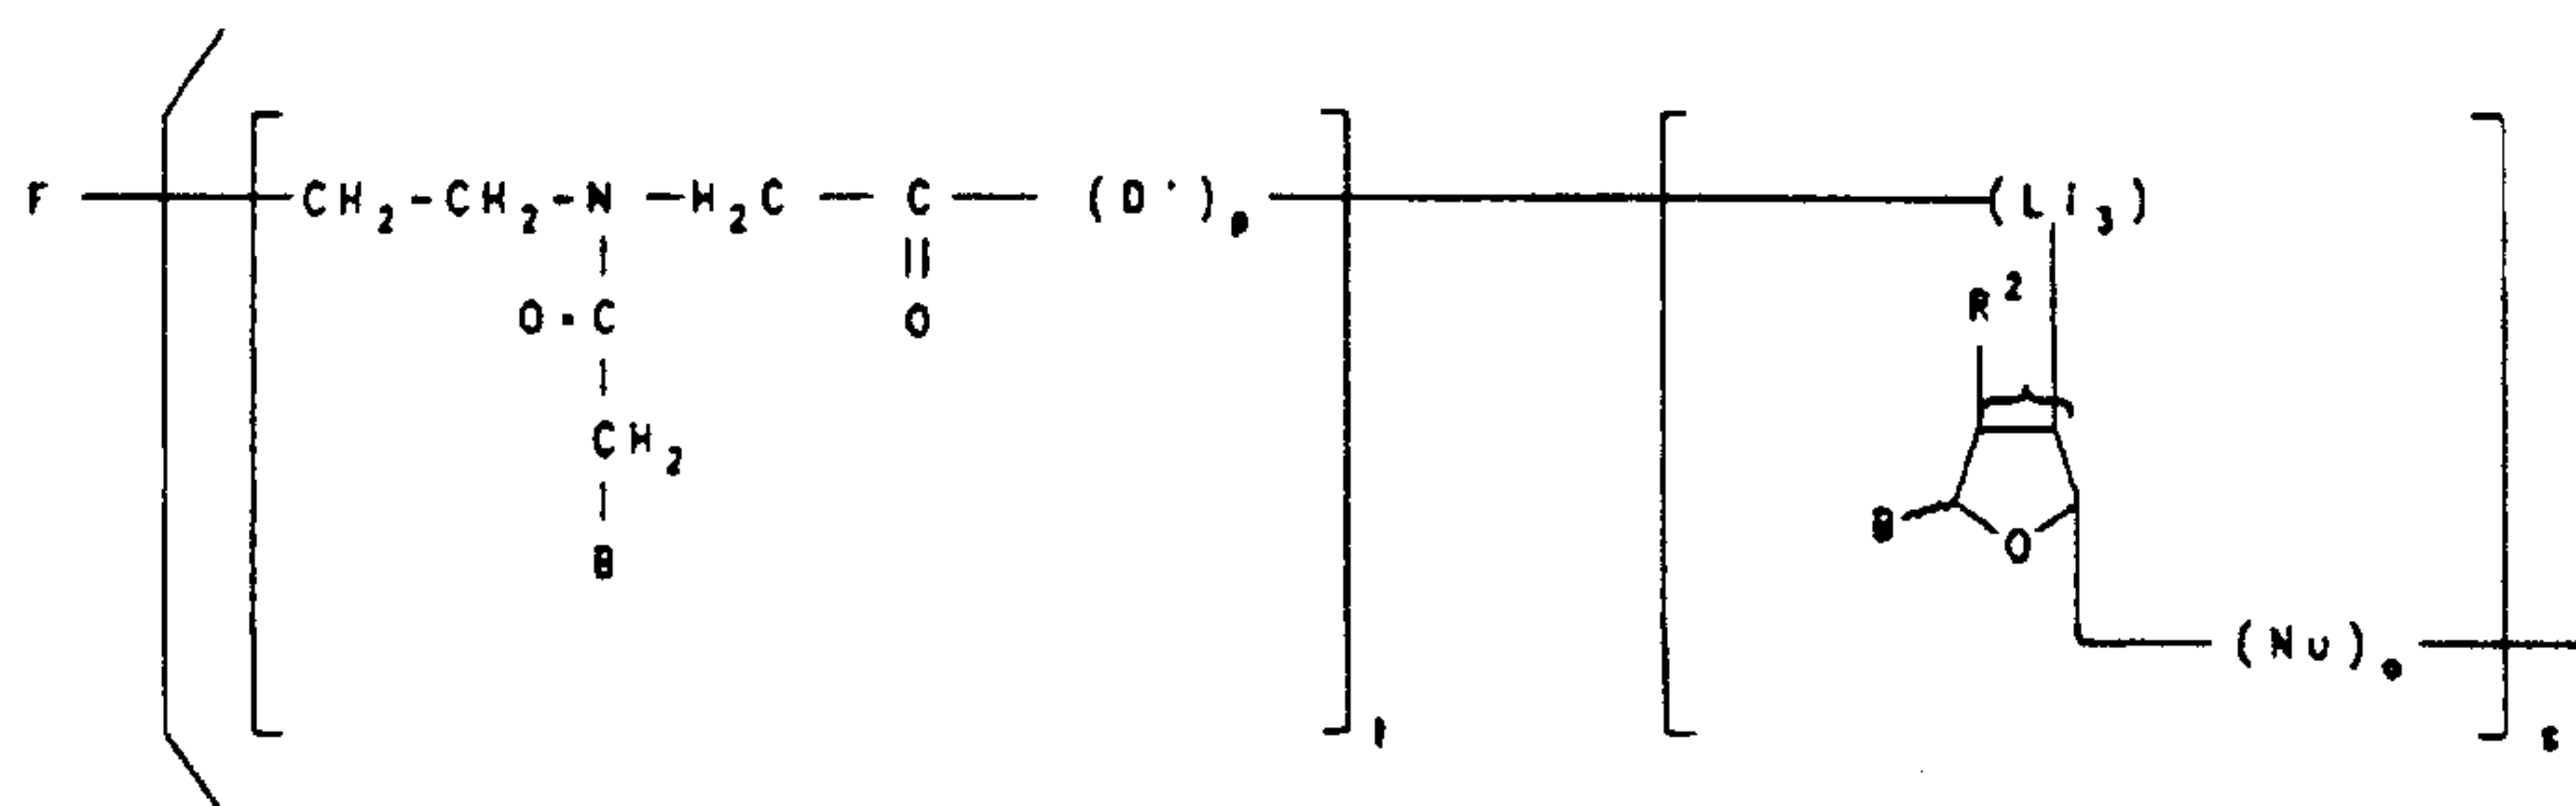 F CH2-CH2-N-H2C-C-(D')p (Li3)
R2
O·C O
CH2
B O
B
(Nu)o
s